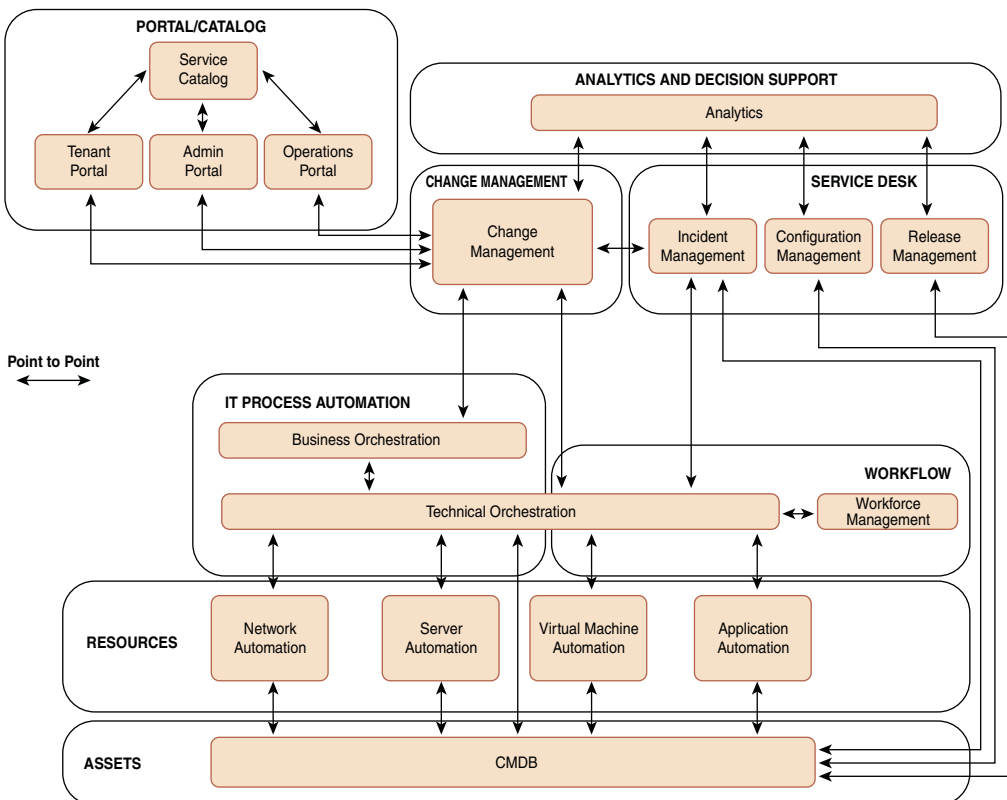 PORTAL/CATALOG
Service
Catalog
Tenant
Portal
Admin
Portal
Operations
Portal
ANALYTICS AND DECISION SUPPORT
Analytics
CHANGE MANAGEMENT
Change
Management
SERVICE DESK
Incident
Management
Configuration
Management
Release
Management
Point to Point
IT PROCESS AUTOMATION
Business Orchestration
WORKFLOW
Technical Orchestration
Workforce
Management
RESOURCES
Network
Automation
Server
Automation
Virtual Machine
Automation
Application
Automation
ASSETS
CMDB